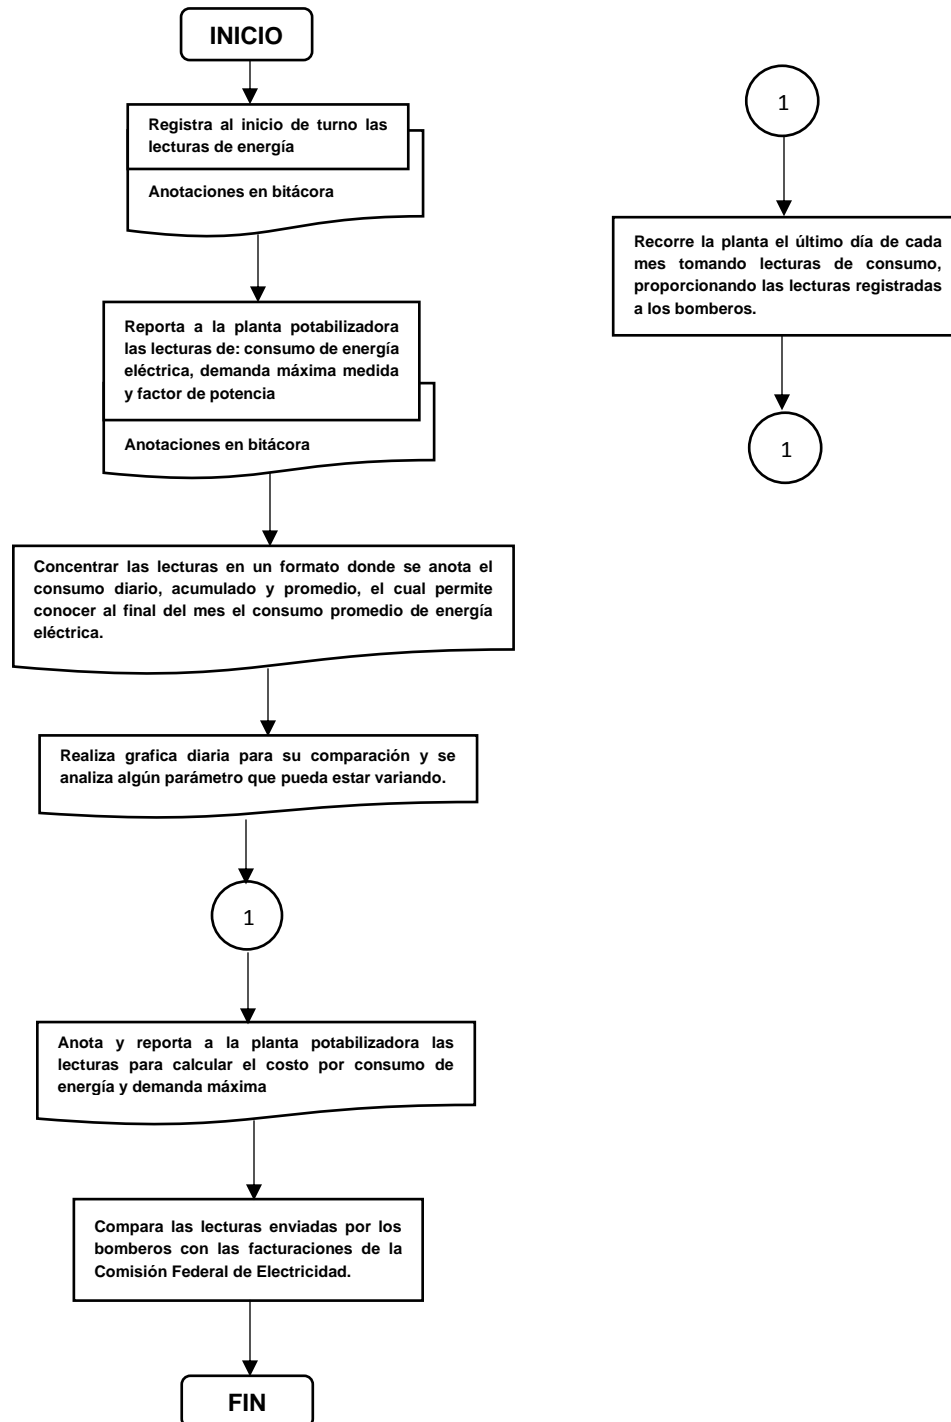 INICIO
Registra al inicio de turno las
lecturas de energía
Anotaciones en bitácora
Reporta a la planta potabilizadora
las lecturas de: consumo de energía
eléctrica, demanda máxima medida
y factor de potencia
Anotaciones en bitácora
Concentrar las lecturas en un formato donde se anota el
consumo diario, acumulado y promedio, el cual permite
conocer al final del mes el consumo promedio de energía
eléctrica.
Realiza grafica diaria para su comparación y se
analiza algún parámetro que pueda estar variando.
1
Anota y reporta a la planta potabilizadora las
lecturas para calcular el costo por consumo de
energía y demanda máxima
Compara las lecturas enviadas por los
bomberos con las facturaciones de la
Comisión Federal de Electricidad.
FIN
1
Recorre la planta el último día de cada
mes tomando lecturas de consumo,
proporcionando las lecturas registradas
a los bomberos.
1